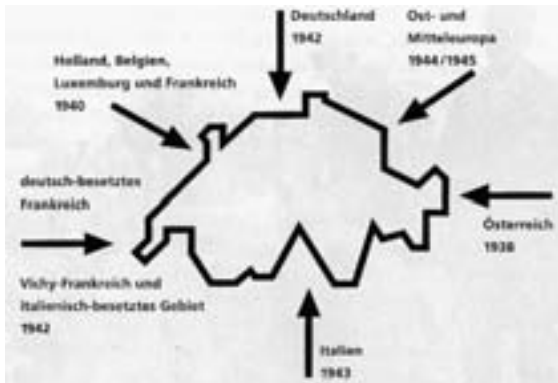 Deutschland
1942
Ost- und
Mitteleuropa
1944/1945
Holland, Belgien,
Luxemburg und Frankreich
1940
deutsch-besetztes
Frankreich
Österreich
1938
Vichy-Frankreich und
italienisch-besetztes Gebiet
1942
Italien
1943